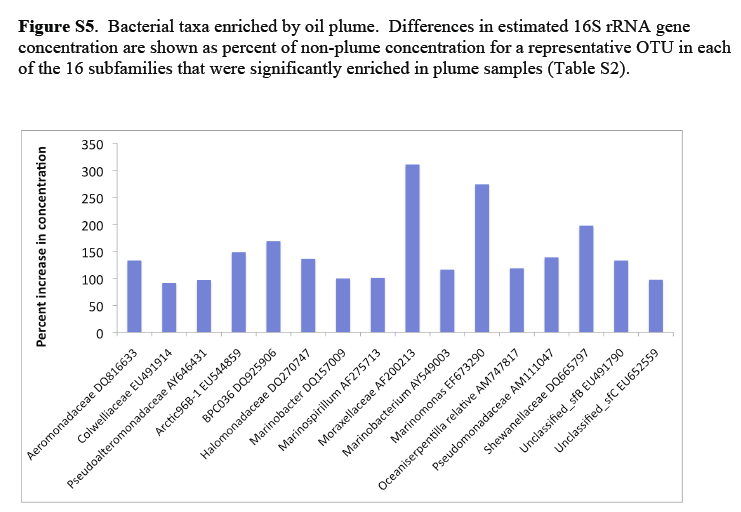 Figure S5.  Bacterial taxa enriched by oil plume.  Differences in estimated 16S rRNA gene
concentration are shown as percent of non-plume concentration for a representative OTU in each
of the 16 subfamilies that were significantly enriched in plume samples (Table S2).
Percent increase in concentration
350
300
250
200
150
100
50
0
Aeromonadaceae DQ816633
Colwelliaceae EU491914
Pseudoalteromonadaceae AY646431
Arctic96B-1 EU544859
BPC036 DQ925906
Halomonadaceae DQ270747
Marinobacter DQ157009
Marinospirillum AF275713
Moraxellaceae AF200213
Marinobacterium AY549003
Marinomonas EF673290
Oceaniserpentilla relative AM747817
Pseudomonadaceae AM111047
Shewanellaceae DQ665797
Unclassified_sfB EU491790
Unclassified_sfC EU652559